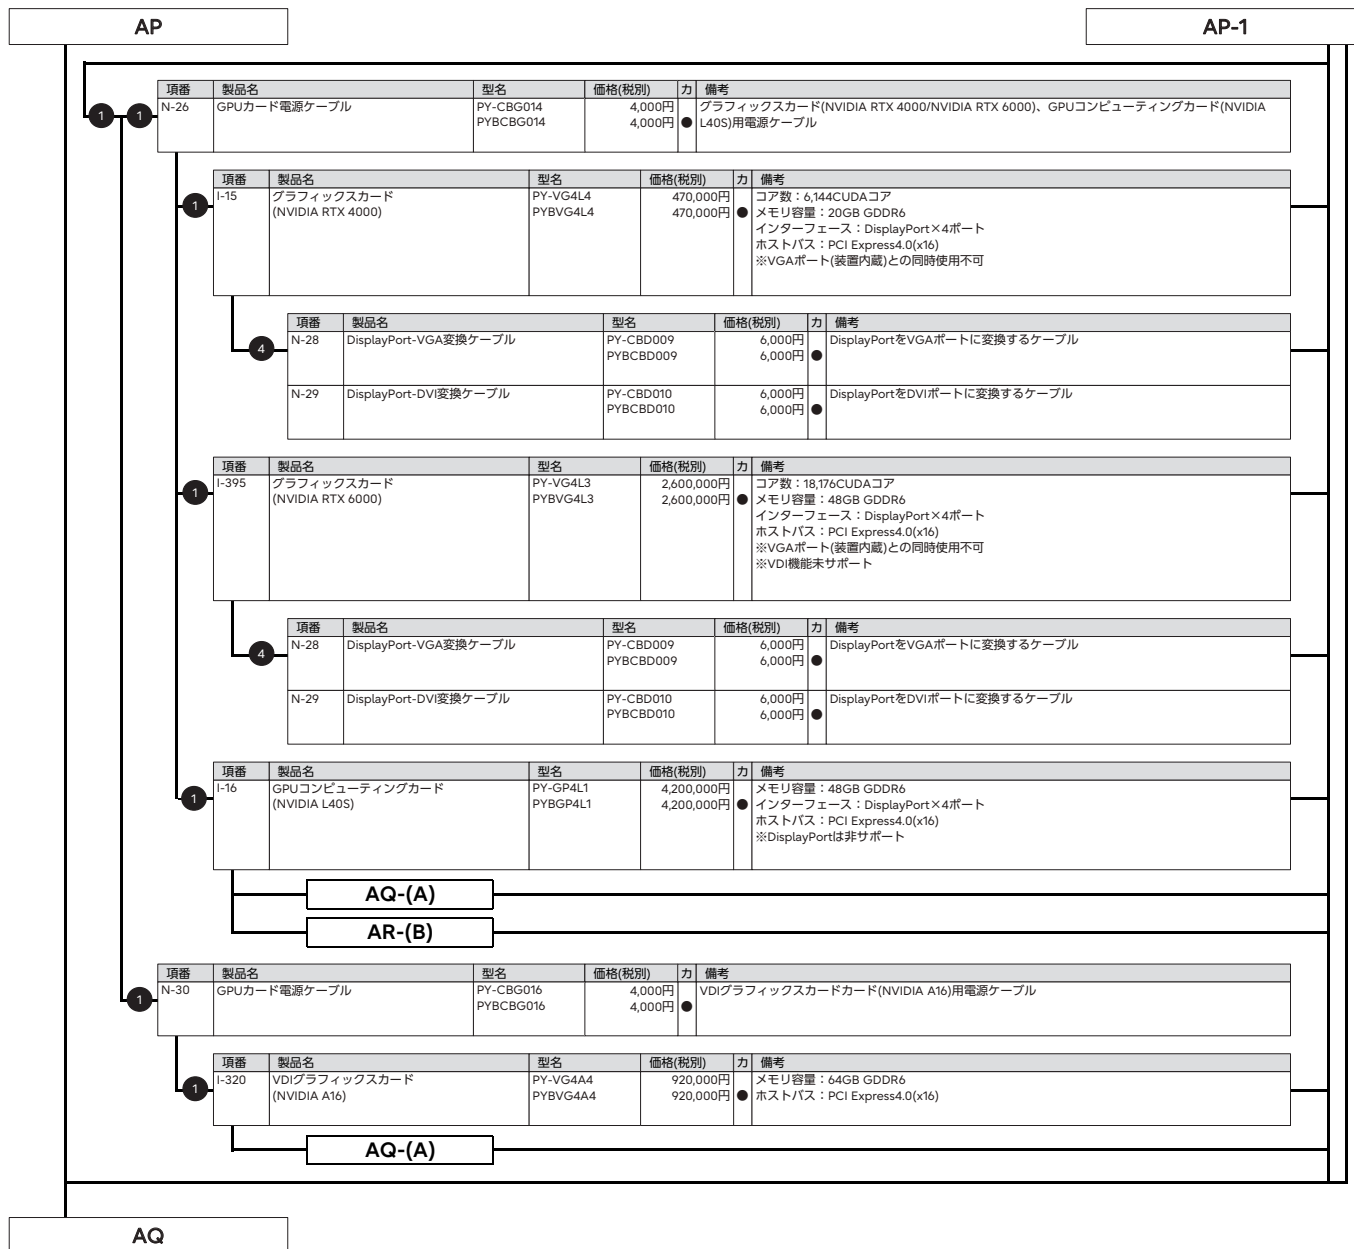 AP
AP-1
項番 製品名 型名 価格(税別) カ 備考
1 1 N-26 GPUカード電源ケーブル PY-CBG014 4,000円 グラフィックスカード(NVIDIA RTX 4000/NVIDIA RTX 6000)、GPUコンピューティングカード(NVIDIA
PYBCBG014 4,000円 ● L40S)用電源ケーブル
項番 製品名 型名 価格(税別) カ 備考
1 I-15 グラフィックスカード PY-VG4L4 470,000円 コア数：6,144CUDAコア
(NVIDIA RTX 4000) PYBVG4L4 470,000円 ● メモリ容量：20GB GDDR6
インターフェース：DisplayPort×4ポート
ホストバス：PCI Express4.0(x16)
※VGAポート(装置内蔵)との同時使用不可
項番 製品名 型名 価格(税別) カ 備考
4 N-28 DisplayPort-VGA変換ケーブル PY-CBD009 6,000円 DisplayPortをVGAポートに変換するケーブル
PYBCBD009 6,000円 ●
N-29 DisplayPort-DVI変換ケーブル PY-CBD010 6,000円 DisplayPortをDVIポートに変換するケーブル
PYBCBD010 6,000円 ●
項番 製品名 型名 価格(税別) カ 備考
1 I-395 グラフィックスカード PY-VG4L3 2,600,000円 コア数：18,176CUDAコア
(NVIDIA RTX 6000) PYBVG4L3 2,600,000円 ● メモリ容量：48GB GDDR6
インターフェース：DisplayPort×4ポート
ホストバス：PCI Express4.0(x16)
※VGAポート(装置内蔵)との同時使用不可
※VDI機能未サポート
項番 製品名 型名 価格(税別) カ 備考
4 N-28 DisplayPort-VGA変換ケーブル PY-CBD009 6,000円 DisplayPortをVGAポートに変換するケーブル
PYBCBD009 6,000円 ●
N-29 DisplayPort-DVI変換ケーブル PY-CBD010 6,000円 DisplayPortをDVIポートに変換するケーブル
PYBCBD010 6,000円 ●
項番 製品名 型名 価格(税別) カ 備考
1 I-16 GPUコンピューティングカード PY-GP4L1 4,200,000円 メモリ容量：48GB GDDR6
(NVIDIA L40S) PYBGP4L1 4,200,000円 ● インターフェース：DisplayPort×4ポート
ホストバス：PCI Express4.0(x16)
※DisplayPortは非サポート
AQ-(A)
AR-(B)
項番 製品名 型名 価格(税別) カ 備考
1 N-30 GPUカード電源ケーブル PY-CBG016 4,000円 VDIグラフィックスカードカード(NVIDIA A16)用電源ケーブル
PYBCBG016 4,000円 ●
項番 製品名 型名 価格(税別) カ 備考
1 I-320 VDIグラフィックスカード PY-VG4A4 920,000円 メモリ容量：64GB GDDR6
(NVIDIA A16) PYBVG4A4 920,000円 ● ホストバス：PCI Express4.0(x16)
AQ-(A)
AQ